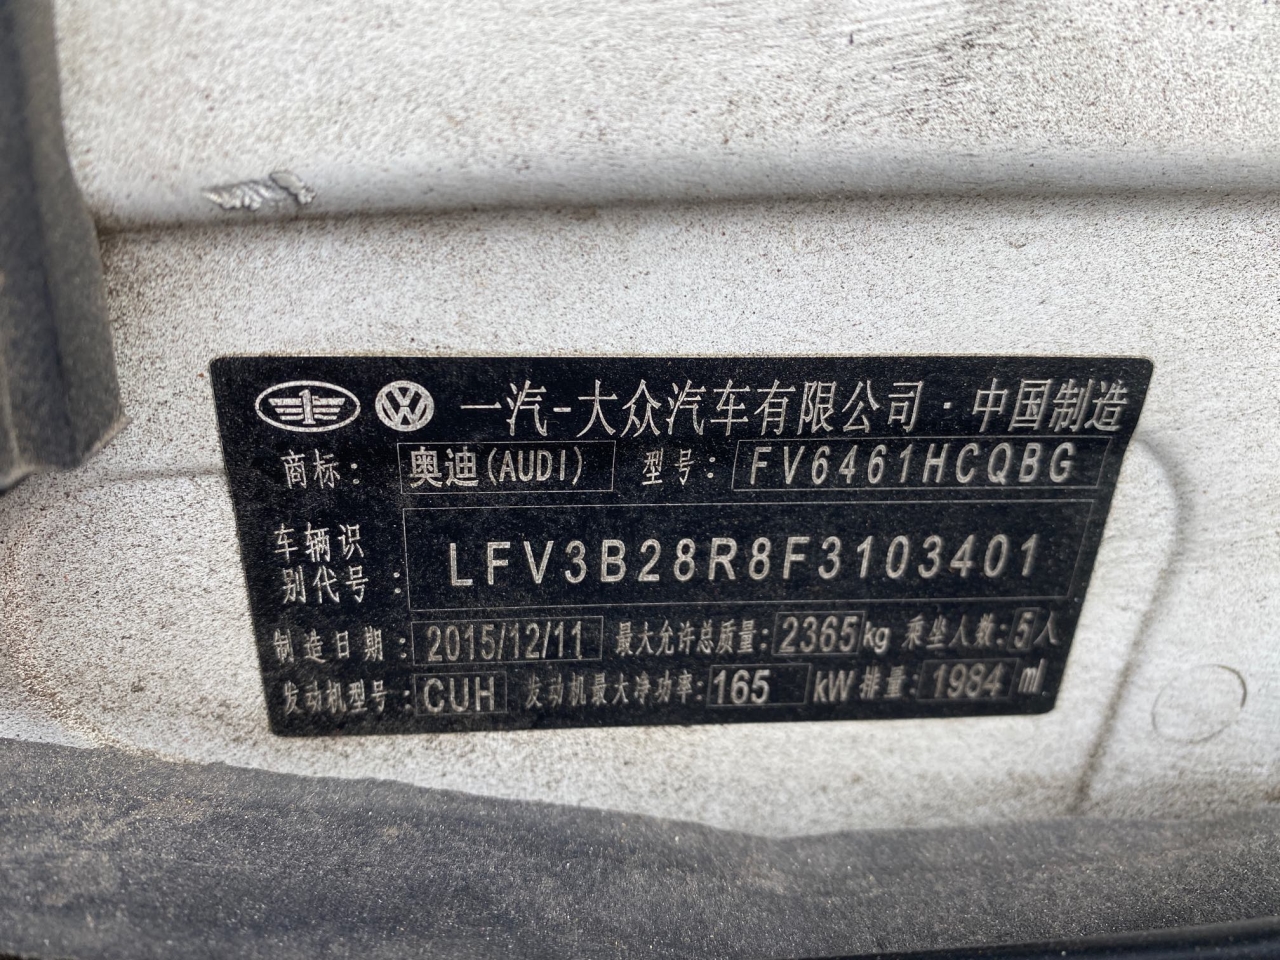 一汽-大众汽车有限公司·中国制造
商标: 奥迪(AUDI) 型号: FV6461HCQBG
车辆识别代号: LFV3B28R8F3103401
制造日期: 2015/12/11 最大允许总质量: 2365kg 乘坐人数: 5人
发动机型号: CUH 发动机最大净功率: 165 kW 排量: 1984 ml